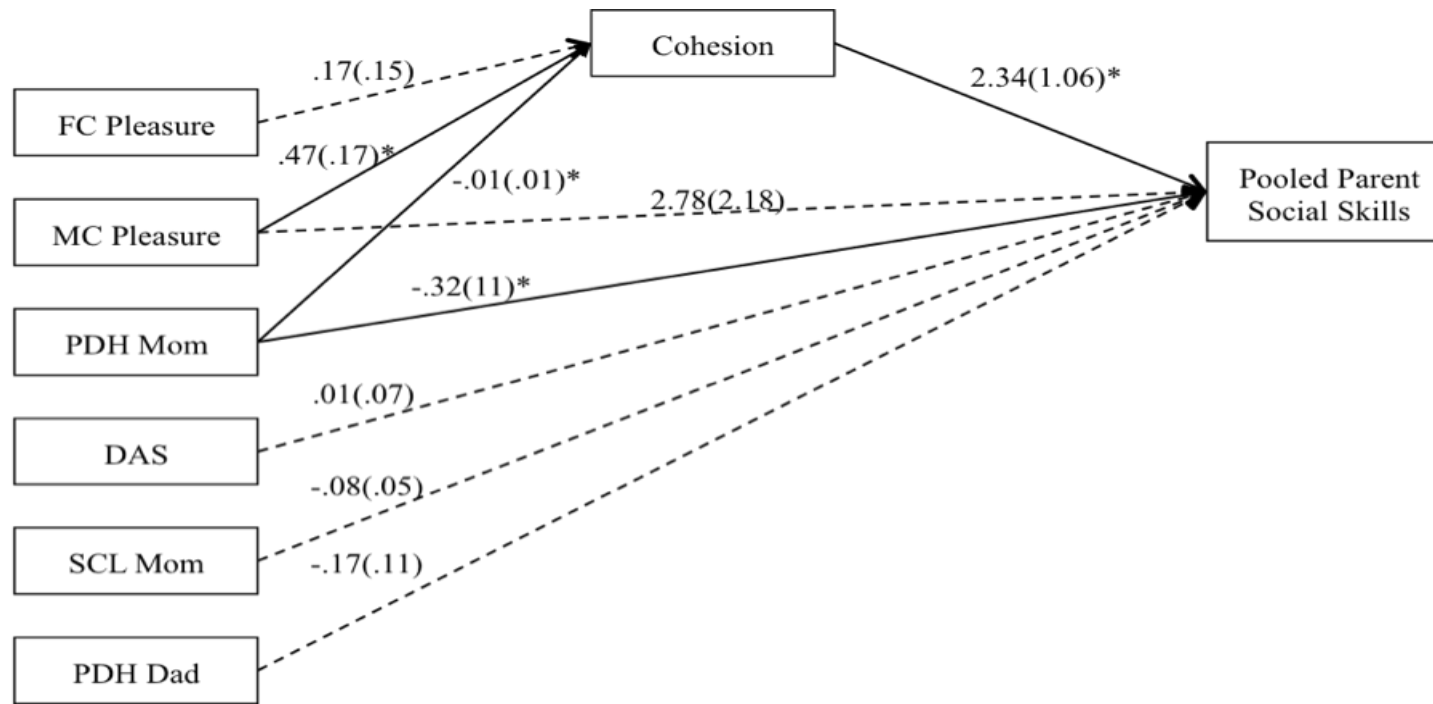 Cohesion
.17(.15)
2.34(1.06)*
FC Pleasure
.47(.17)*
-.01(.01)*
Pooled Parent
Social Skills
2.78(2.18)
MC Pleasure
-.32(11)*
PDH Mom
.01(.07)
DAS
-.08(.05)
SCL Mom
-.17(.11)
PDH Dad